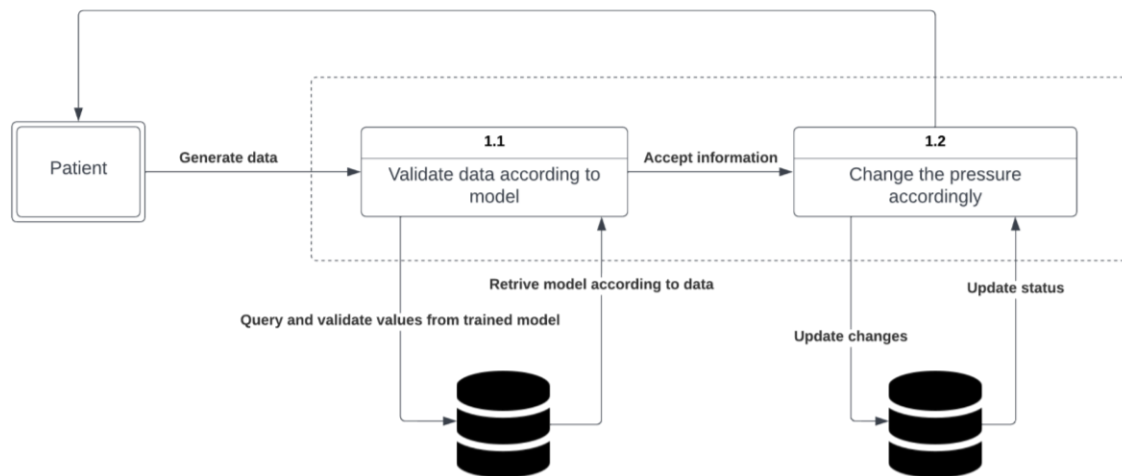 1.1
1.2
Patient
Generate data
Validate data according to
model
Accept information
Change the pressure
accordingly
Retrive model according to data
Update status
Query and validate values from trained model
Update changes